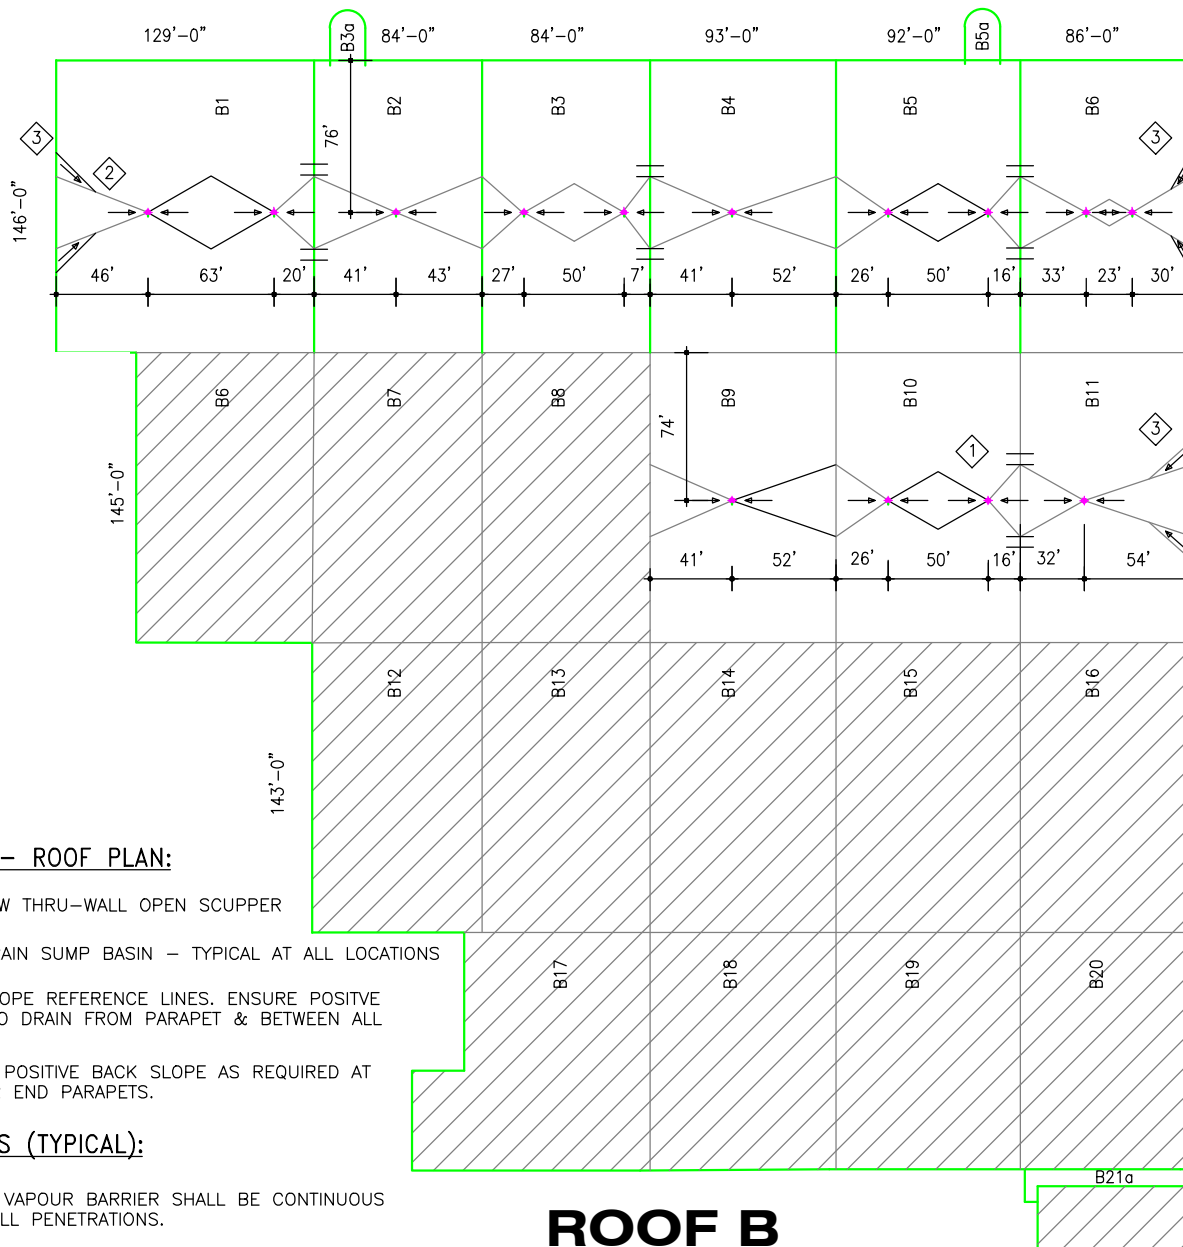 129'-0"
B3a
84'-0"
84'-0"
93'-0"
92'-0"
B5a
86'-0"
B1
B2
B3
B4
B5
B6
76'
3
2
3
146'-0"
46'
63'
20'
41'
43'
27'
50'
7'
41'
52'
26'
50'
16'
33'
23'
30'
B6
B7
B8
B9
B10
B11
74'
1
3
145'-0"
41'
52'
26'
50'
16'
32'
54'
B12
B13
B14
B15
B16
143'-0"
– ROOF PLAN:
W THRU–WALL OPEN SCUPPER
AIN SUMP BASIN – TYPICAL AT ALL LOCATIONS
OPE REFERENCE LINES. ENSURE POSITVE
O DRAIN FROM PARAPET & BETWEEN ALL
POSITIVE BACK SLOPE AS REQUIRED AT
END PARAPETS.
S (TYPICAL):
VAPOUR BARRIER SHALL BE CONTINUOUS
LL PENETRATIONS.
B17
B18
B19
B20
B21a
ROOF B